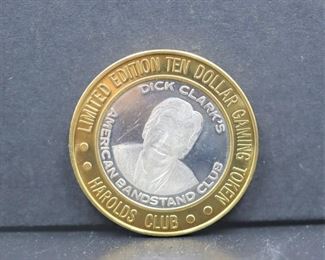 LIMITED EDITION TEN DOLLAR GAMING TOKEN
HAROLDS CLUB
DICK CLARK'S
AMERICAN BANDSTAND CLUB